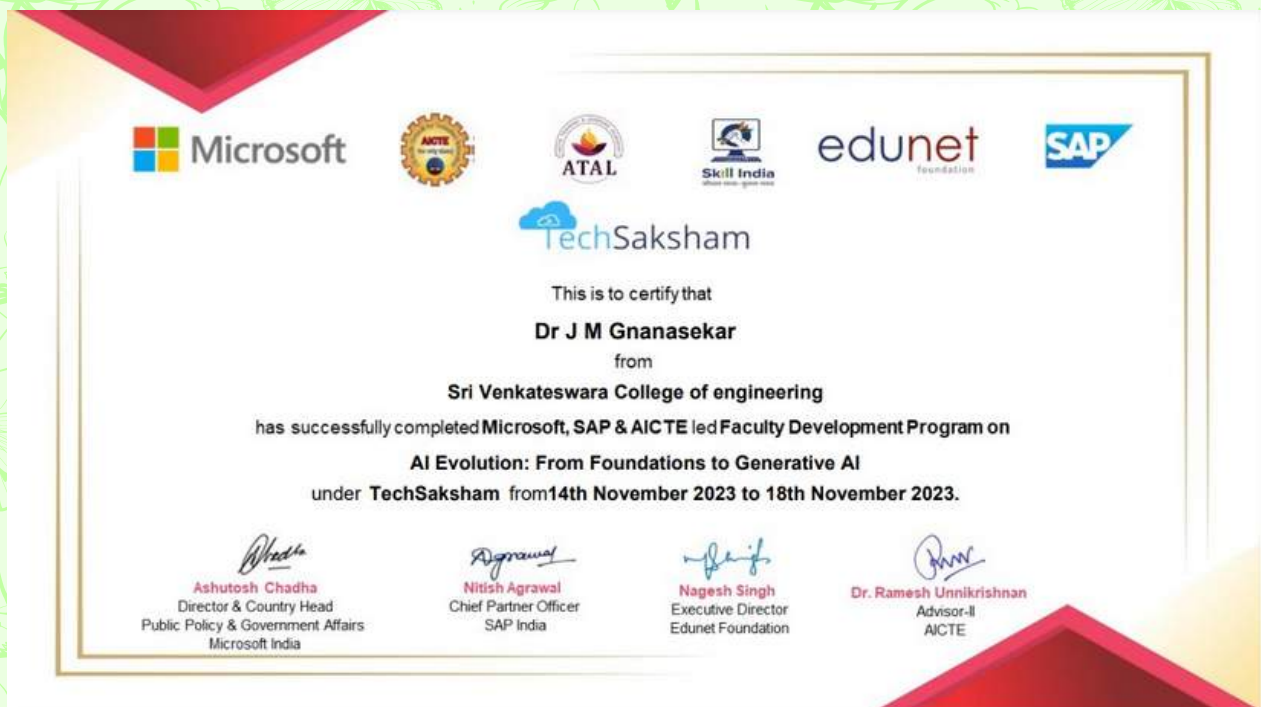 Microsoft
AICTE
ATAL
Skill India
edunet
foundation
SAP
TechSaksham
This is to certify that
Dr J M Gnanasekar
from
Sri Venkateswara College of engineering
has successfully completed Microsoft, SAP & AICTE led Faculty Development Program on
AI Evolution: From Foundations to Generative AI
under TechSaksham from14th November 2023 to 18th November 2023.
Agrawal
Ashutosh Chadha
Director & Country Head
Public Policy & Government Affairs
Microsoft India
Nitish Agrawal
Chief Partner Officer
SAP India
Nagesh Singh
Executive Director
Edunet Foundation
Dr. Ramesh Unnikrishnan
Advisor-II
AICTE